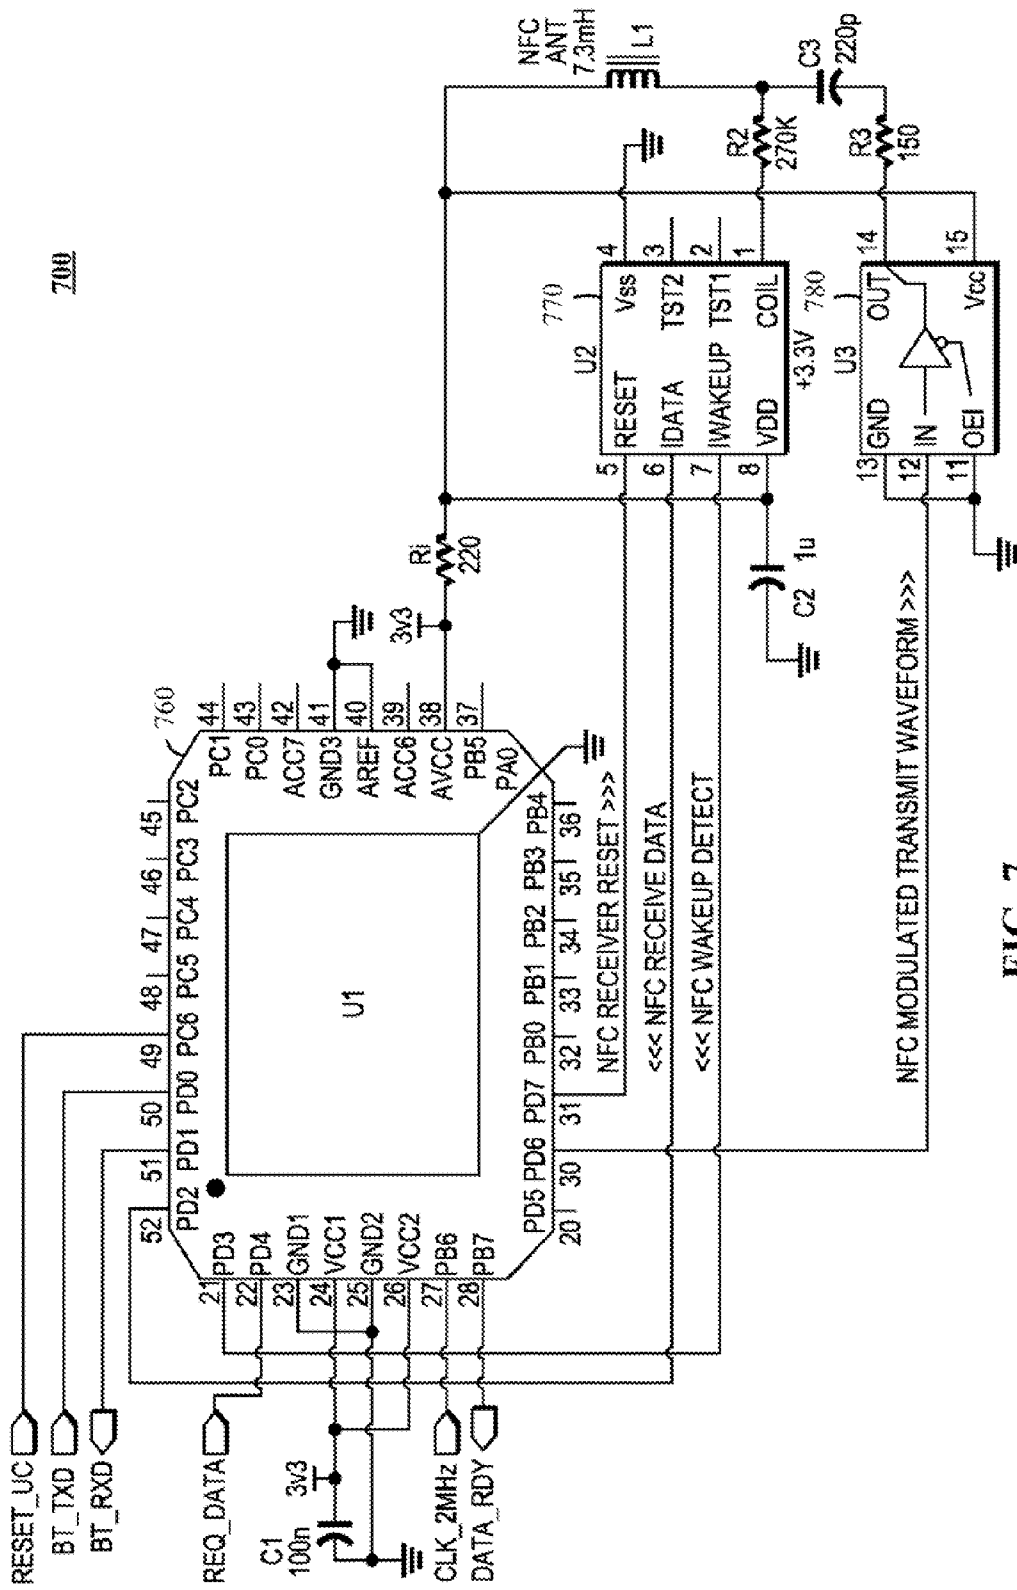 700
RESET_UC
BT_TXD
BT_RXD
REQ_DATA
C1
100n
3v3
CLK_2MHz
DATA_RDY
52
51
50
49
48
47
46
45
PD2
PD1
PD0
PC6
PC5
PC4
PC3
PC2
760
21
22
23
24
25
26
27
28
PD3
PD4
GND1
VCC1
GND2
VCC2
PB6
PB7
U1
PC1
PC0
ACC7
GND3
AREF
ACC6
AVCC
PB5
PA0
44
43
42
41
40
39
38
37
PD5
PD6
PD7
PB0
PB1
PB2
PB3
PB4
20
30
31
32
33
34
35
36
3v3
Ri
220
NFC
ANT
7.3mH
L1
NFC RECEIVER RESET >>>
<<< NFC RECEIVE DATA
<<< NFC WAKEUP DETECT
NFC MODULATED TRANSMIT WAVEFORM >>>
U2
770
5
6
7
8
RESET
IDATA
IWAKEUP
VDD
Vss
TST2
TST1
COIL
4
3
2
1
+3.3V
C2
1u
R2
270K
C3
220p
R3
150
U3
780
13
12
11
GND
IN
OEI
OUT
Vcc
14
15